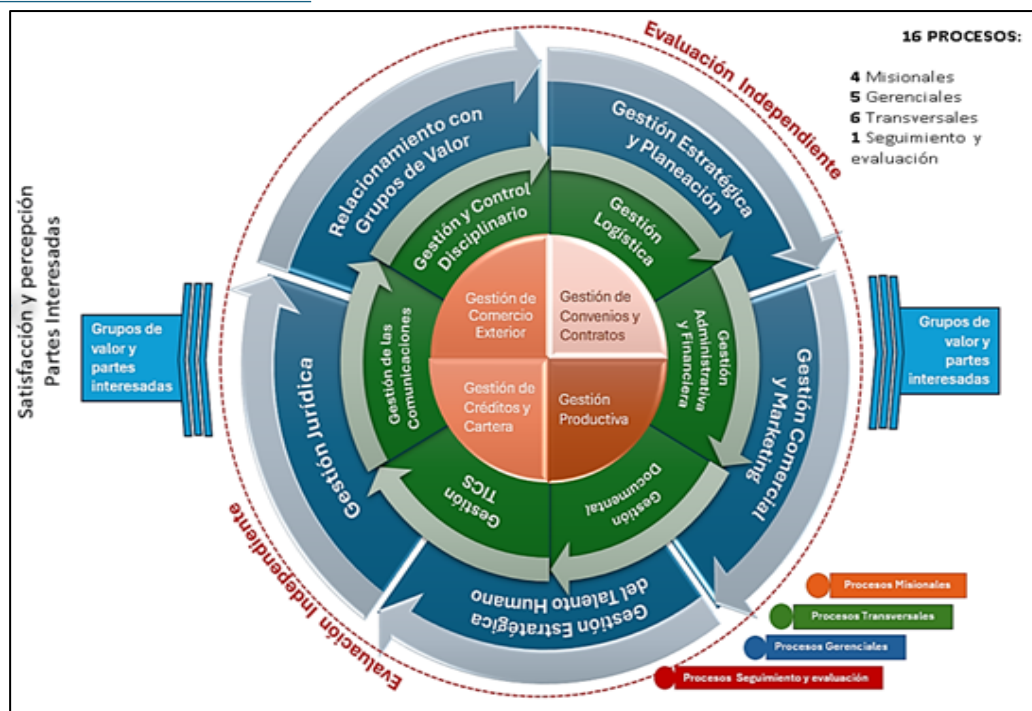 16 PROCESOS:
4 Misionales
5 Gerenciales
6 Transversales
1 Seguimiento y
evaluación
Evaluación Independiente
Satisfacción y percepción
Partes Interesadas
Grupos de
valor y
partes
interesadas
Relacionamiento con
Grupos de Valor
Gestión Estratégica
y Planeación
Gestión Comercial
y Marketing
Gestión Estratégica
del Talento Humano
Gestión Jurídica
Gestión y Control
Disciplinario
Gestión
Logística
Gestión
Administrativa
y Financiera
Gestión
Documental
Gestión
TICS
Gestión de las
Comunicaciones
Gestión de
Comercio
Exterior
Gestión de
Convenios y
Contratos
Gestión de
Créditos y
Cartera
Gestión
Productiva
Grupos de
valor y
partes
interesadas
Evaluación Independiente
Procesos Misionales
Procesos Transversales
Procesos Gerenciales
Procesos Seguimiento y evaluación